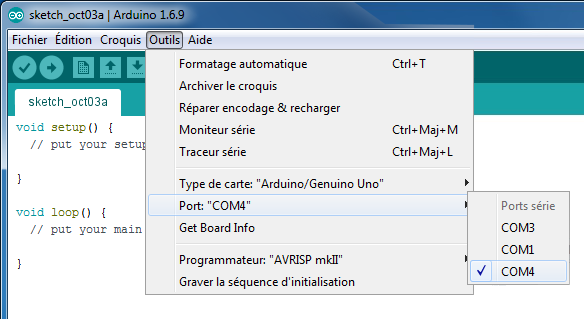 sketch_oct03a | Arduino 1.6.9
Fichier Édition Croquis Outils Aide
sketch_oct03a
void setup() {
// put your setup
}
void loop() {
// put your main
}
Formatage automatique Ctrl+T
Archiver le croquis
Réparer encodage & recharger
Moniteur série Ctrl+Maj+M
Traceur série Ctrl+Maj+L
Type de carte: "Arduino/Genuino Uno"
Port: "COM4"
Get Board Info
Programmateur: "AVRISP mkII"
Graver la séquence d'initialisation
Ports série
COM3
COM1
COM4